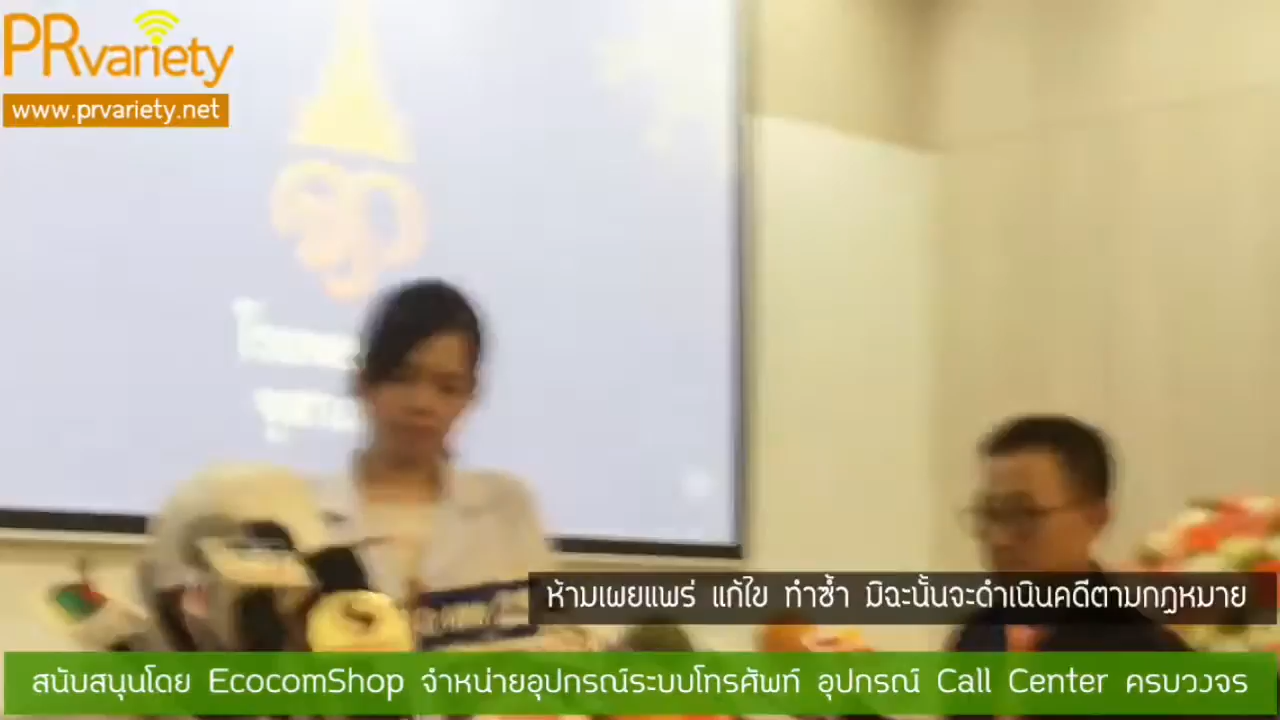 PRvariety
www.prvariety.net
ห้ามเผยแพร่ แก้ไข ทำซ้ำ มิฉะนั้นจะดำเนินคดีตามกฎหมาย
สนับสนุนโดย EcocomShop จำหน่ายอุปกรณ์ระบบโทรศัพท์ อุปกรณ์ Call Center ครบวงจร